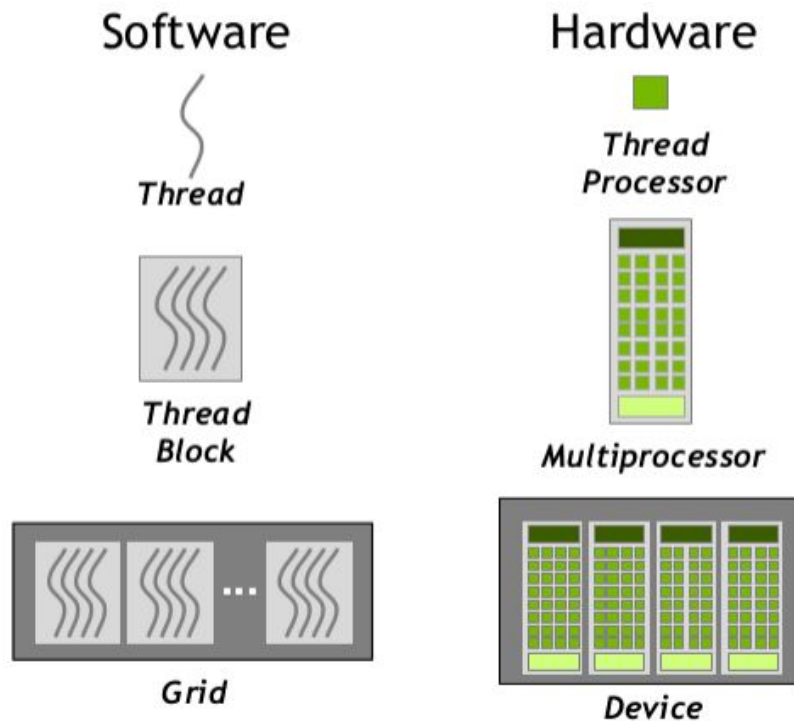 Software
Hardware
Thread
Thread
Processor
Thread
Block
Multiprocessor
...
Grid
Device